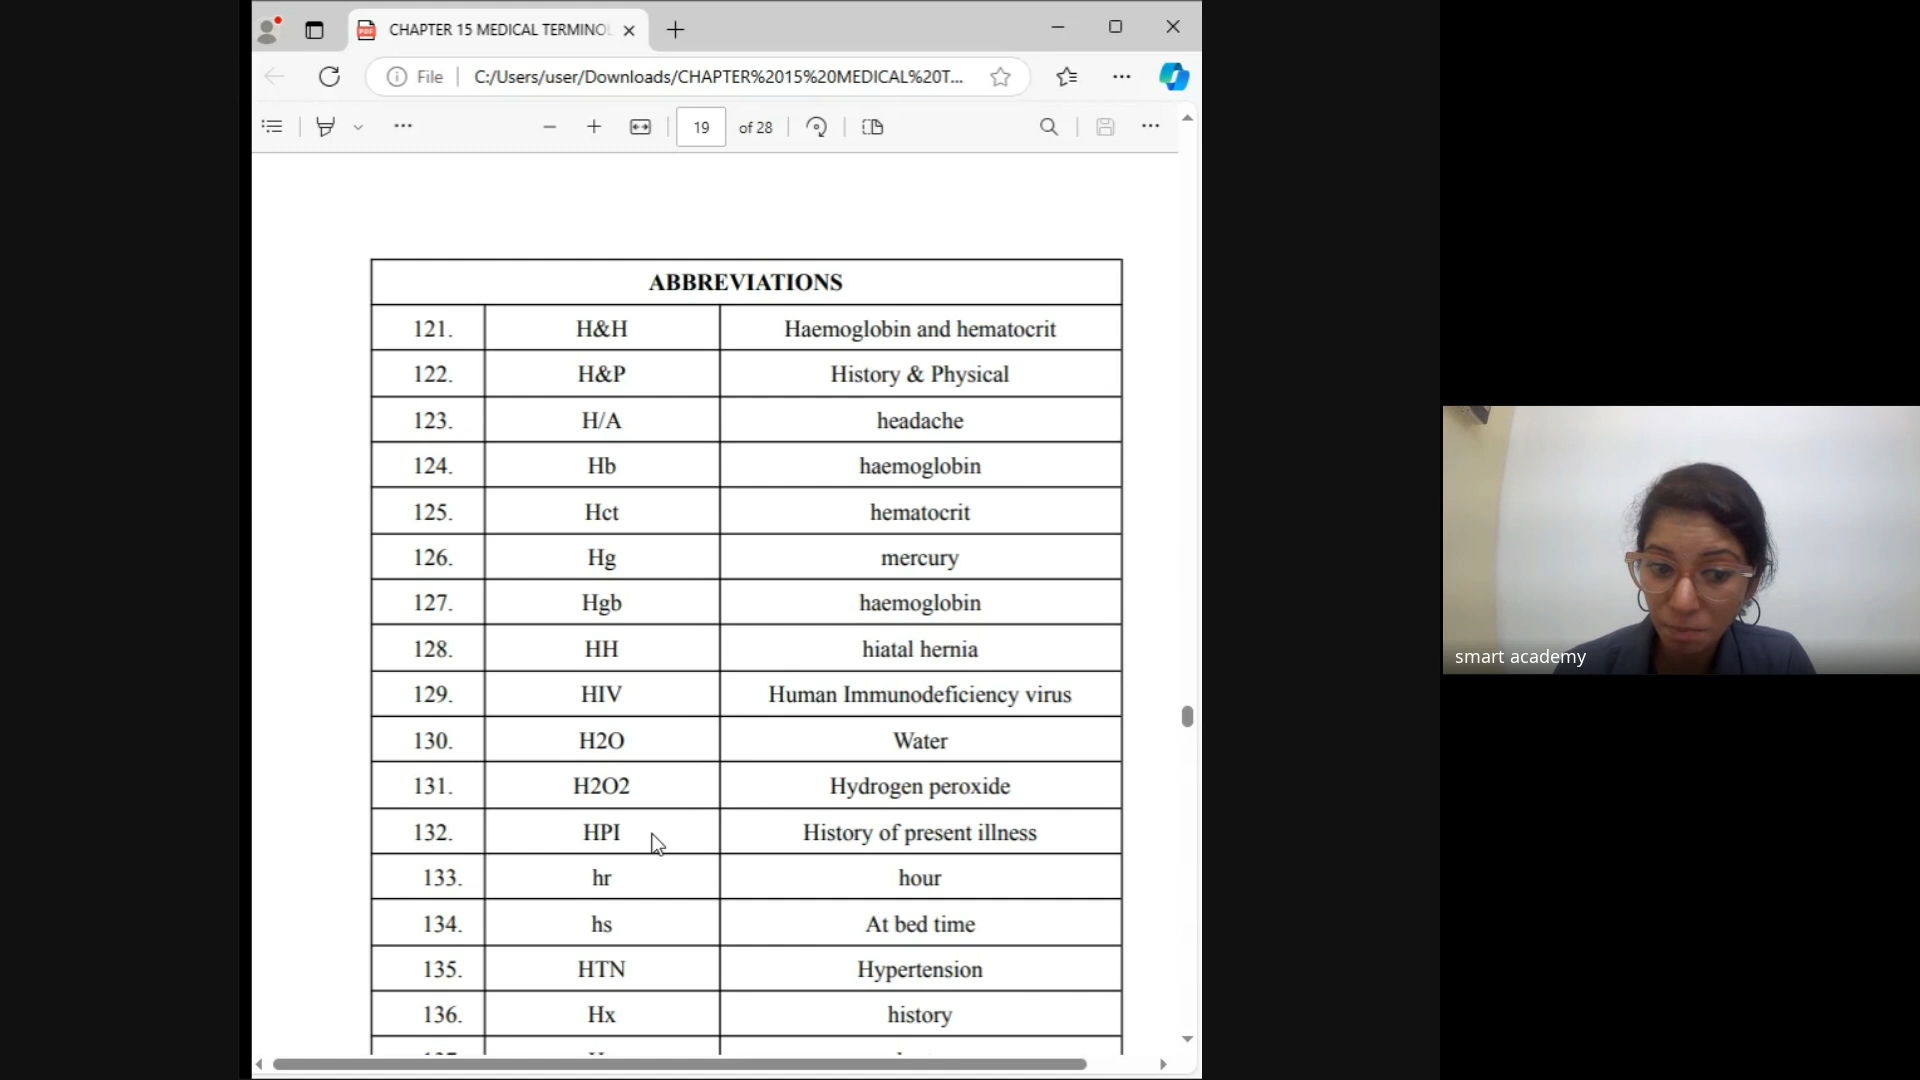 CHAPTER 15 MEDICAL TERMINOL
File C:/Users/user/Downloads/CHAPTER%2015%20MEDICAL%20T...
19 of 28
ABBREVIATIONS
121. H&H Haemoglobin and hematocrit
122. H&P History & Physical
123. H/A headache
124. Hb haemoglobin
125. Hct hematocrit
126. Hg mercury
127. Hgb haemoglobin
128. HH hiatal hernia
129. HIV Human Immunodeficiency virus
130. H2O Water
131. H2O2 Hydrogen peroxide
132. HPI History of present illness
133. hr hour
134. hs At bed time
135. HTN Hypertension
136. Hx history
smart academy